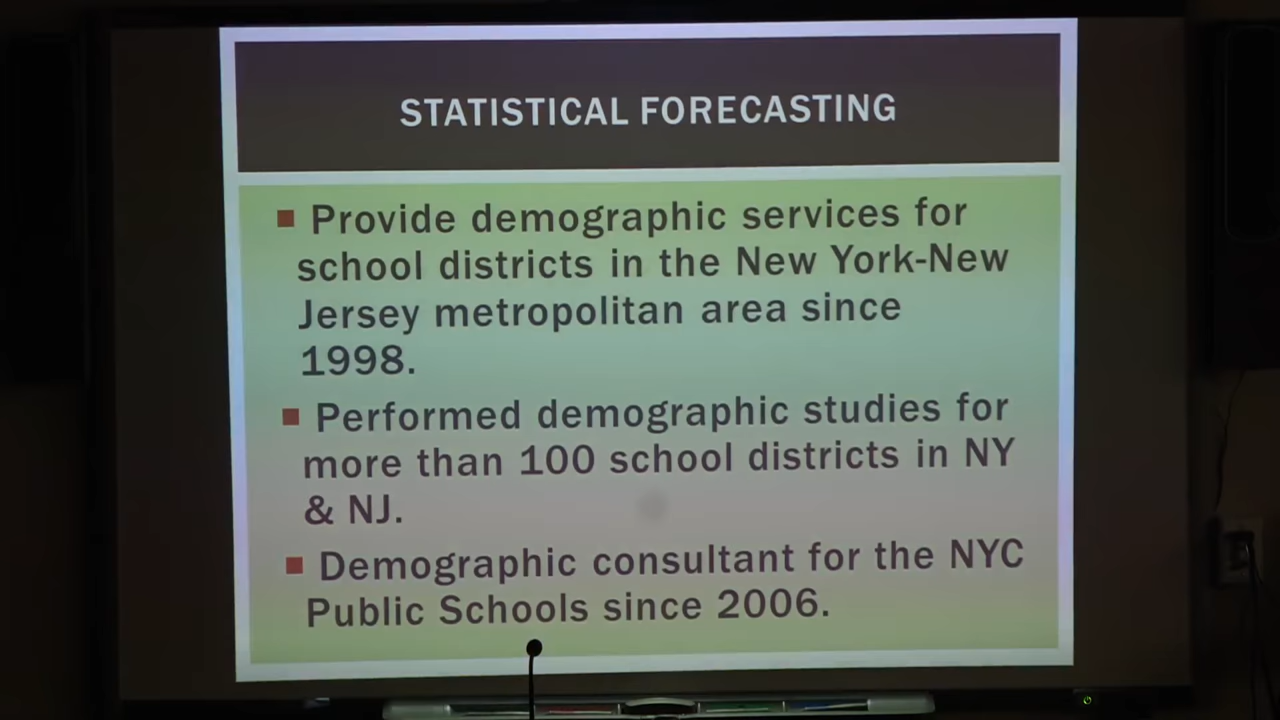 STATISTICAL FORECASTING
■ Provide demographic services for
school districts in the New York-New
Jersey metropolitan area since
1998.
■ Performed demographic studies for
more than 100 school districts in NY
& NJ.
■ Demographic consultant for the NYC
Public Schools since 2006.